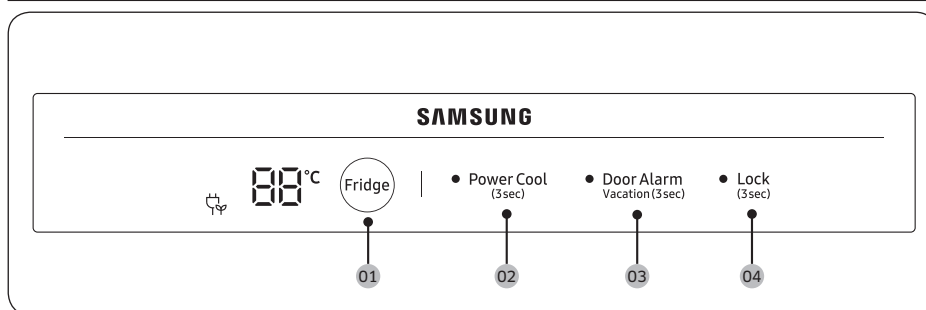 SAMSUNG
88°C Fridge
Power Cool
(3sec)
Door Alarm
Vacation(3sec)
Lock
(3sec)
01 02 03 04